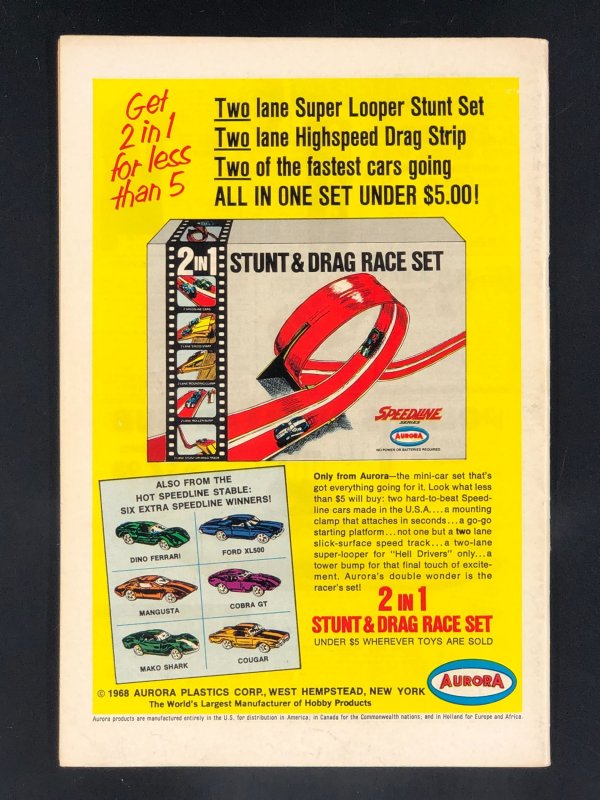 Get
2 in 1
for less
than 5
Two lane Super Looper Stunt Set
Two lane Highspeed Drag Strip
Two of the fastest cars going
ALL IN ONE SET UNDER $5.00!
2 IN 1
STUNT & DRAG RACE SET
2 SPEEDLINE CARS
SPEEDLINE
SERIES
AURORA
NO POWER OR BATTERIES REQUIRED
ALSO FROM THE
HOT SPEEDLINE STABLE:
SIX EXTRA SPEEDLINE WINNERS!
DINO FERRARI
FORD XL500
MANGUSTA
COBRA GT
MAKO SHARK
COUGAR
Only from Aurora—the mini-car set that's
got everything going for it. Look what less
than $5 will buy: two hard-to-beat Speed-
line cars made in the U.S.A.... a mounting
clamp that attaches in seconds... a go-go
starting platform... not one but a two lane
slick-surface speed track... a two-lane
super-looper for "Hell Drivers" only... a
tower bump for that final touch of excite-
ment. Aurora's double wonder is the
racer's set!
2 IN 1
STUNT & DRAG RACE SET
UNDER $5 WHEREVER TOYS ARE SOLD
AURORA
© 1968 AURORA PLASTICS CORP., WEST HEMPSTEAD, NEW YORK
The World's Largest Manufacturer of Hobby Products
Aurora products are manufactured entirely in the U.S. for distribution in America; in Canada for the Commonwealth nations; and in Holland for Europe and Africa.